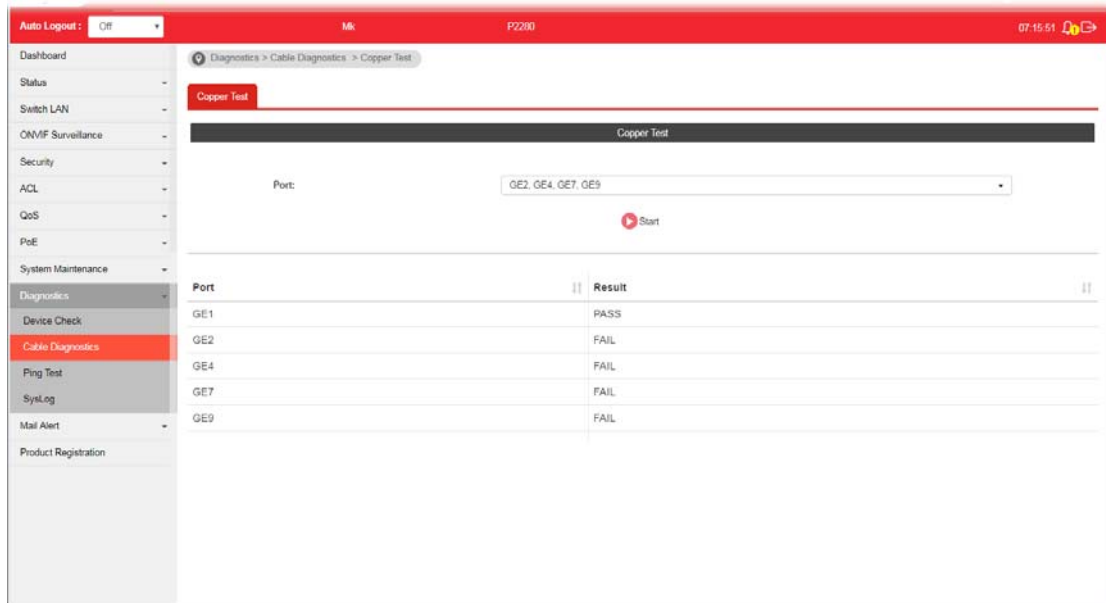 Auto Logout : Off Mk P2280 07:15:51 1
Dashboard
Diagnostics > Cable Diagnostics > Copper Test
Status
Switch LAN
ONVIF Surveillance
Security
ACL
QoS
PoE
System Maintenance
Diagnostics
Device Check
Cable Diagnostics
Ping Test
SysLog
Mail Alert
Product Registration
Copper Test
Copper Test
Port: GE2, GE4, GE7, GE9
Start
Port Result
GE1 PASS
GE2 FAIL
GE4 FAIL
GE7 FAIL
GE9 FAIL